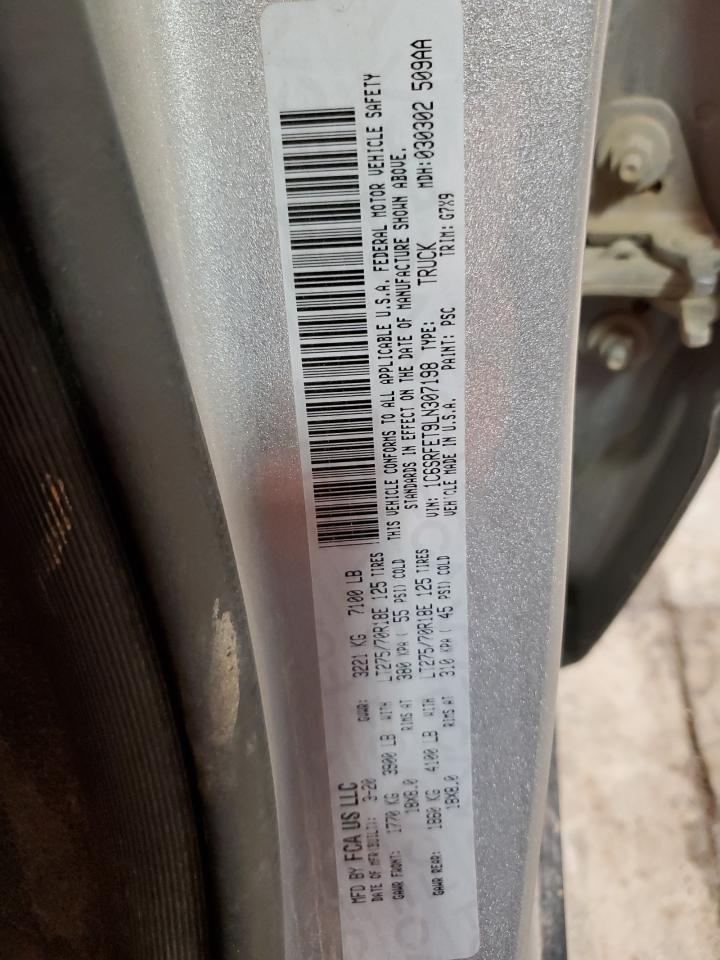 MFD BY FCA US LLC
DATE OF MFR(BUILT): 3-20 GVWR: 3221 KG 7100 LB
GAWR FRONT: 1770 KG 3900 LB WITH LT275/70R18E 125 TIRES
18X8.0 RIMS AT 380 KPA ( 55 PSI) COLD
GAWR REAR: 1860 KG 4100 LB WITH LT275/70R18E 125 TIRES
18X8.0 RIMS AT 310 KPA ( 45 PSI) COLD
THIS VEHICLE CONFORMS TO ALL APPLICABLE U.S.A. FEDERAL MOTOR VEHICLE SAFETY
STANDARDS IN EFFECT ON THE DATE OF MANUFACTURE SHOWN ABOVE.
VIN: 1C6SRFET9LN307198 TYPE: TRUCK MDH:030302 509AA
VEHICLE MADE IN U.S.A. PAINT: PSC TRIM: G7X9